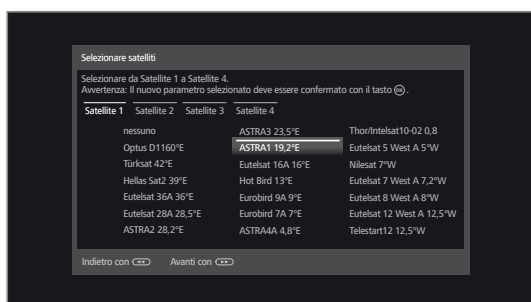 Selezionare satelliti
Selezionare da Satellite 1 a Satellite 4.
Avvertenza: Il nuovo parametro selezionato deve essere confermato con il tasto OK.
Satellite 1 Satellite 2 Satellite 3 Satellite 4
nessuno ASTRA3 23,5°E Thor/Intelsat10-02 0,8
Optus D1160°E ASTRA1 19,2°E Eutelsat 5 West A 5°W
Türksat 42°E Eutelsat 16A 16°E Nilesat 7°W
Hellas Sat2 39°E Hot Bird 13°E Eutelsat 7 West A 7,2°W
Eutelsat 36A 36°E Eurobird 9A 9°E Eutelsat 8 West A 8°W
Eutelsat 28A 28,5°E Eurobird 7A 7°E Eutelsat 12 West A 12,5°W
ASTRA2 28,2°E ASTRA4A 4,8°E Telestart12 12,5°W
Indietro con Avanti con